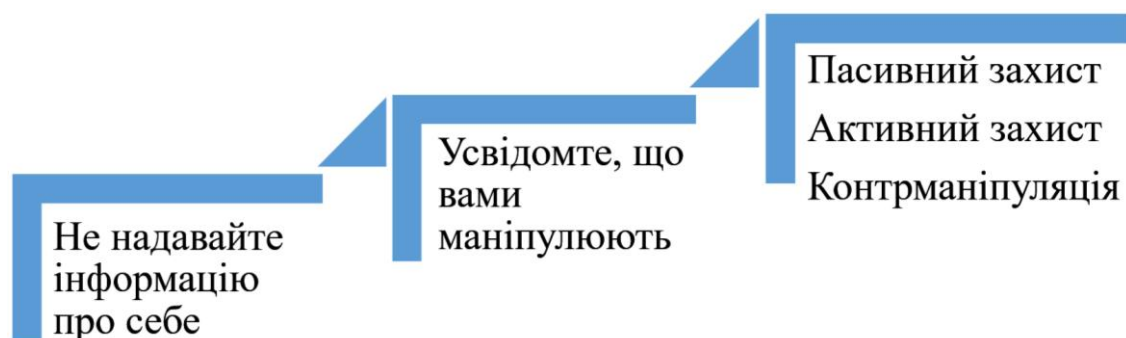 Не надавайте
інформацію
про себе
Усвідомте, що
вами
маніпулюють
Пасивний захист
Активний захист
Контрманіпуляція